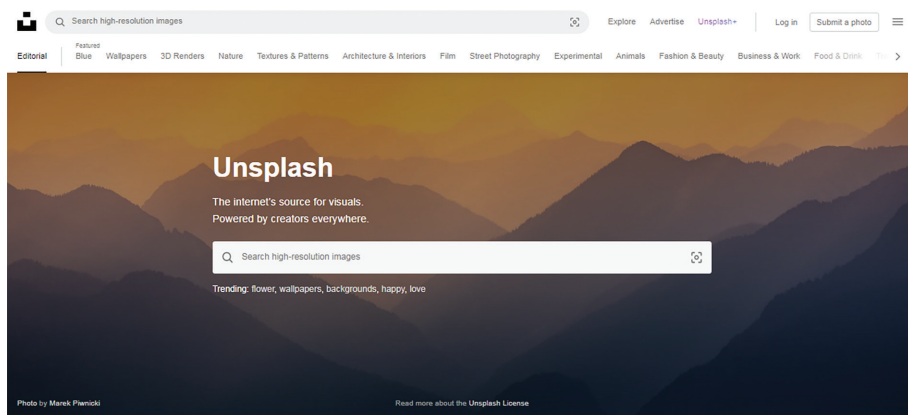 Search high-resolution images
Explore
Advertise
Unsplash+
Log in
Submit a photo
Editorial
Featured
Blue
Wallpapers
3D Renders
Nature
Textures & Patterns
Architecture & Interiors
Film
Street Photography
Experimental
Animals
Fashion & Beauty
Business & Work
Food & Drink
Unsplash
The internet's source for visuals.
Powered by creators everywhere.
Search high-resolution images
Trending: flower, wallpapers, backgrounds, happy, love
Photo by Marek Piwnicki
Read more about the Unsplash License